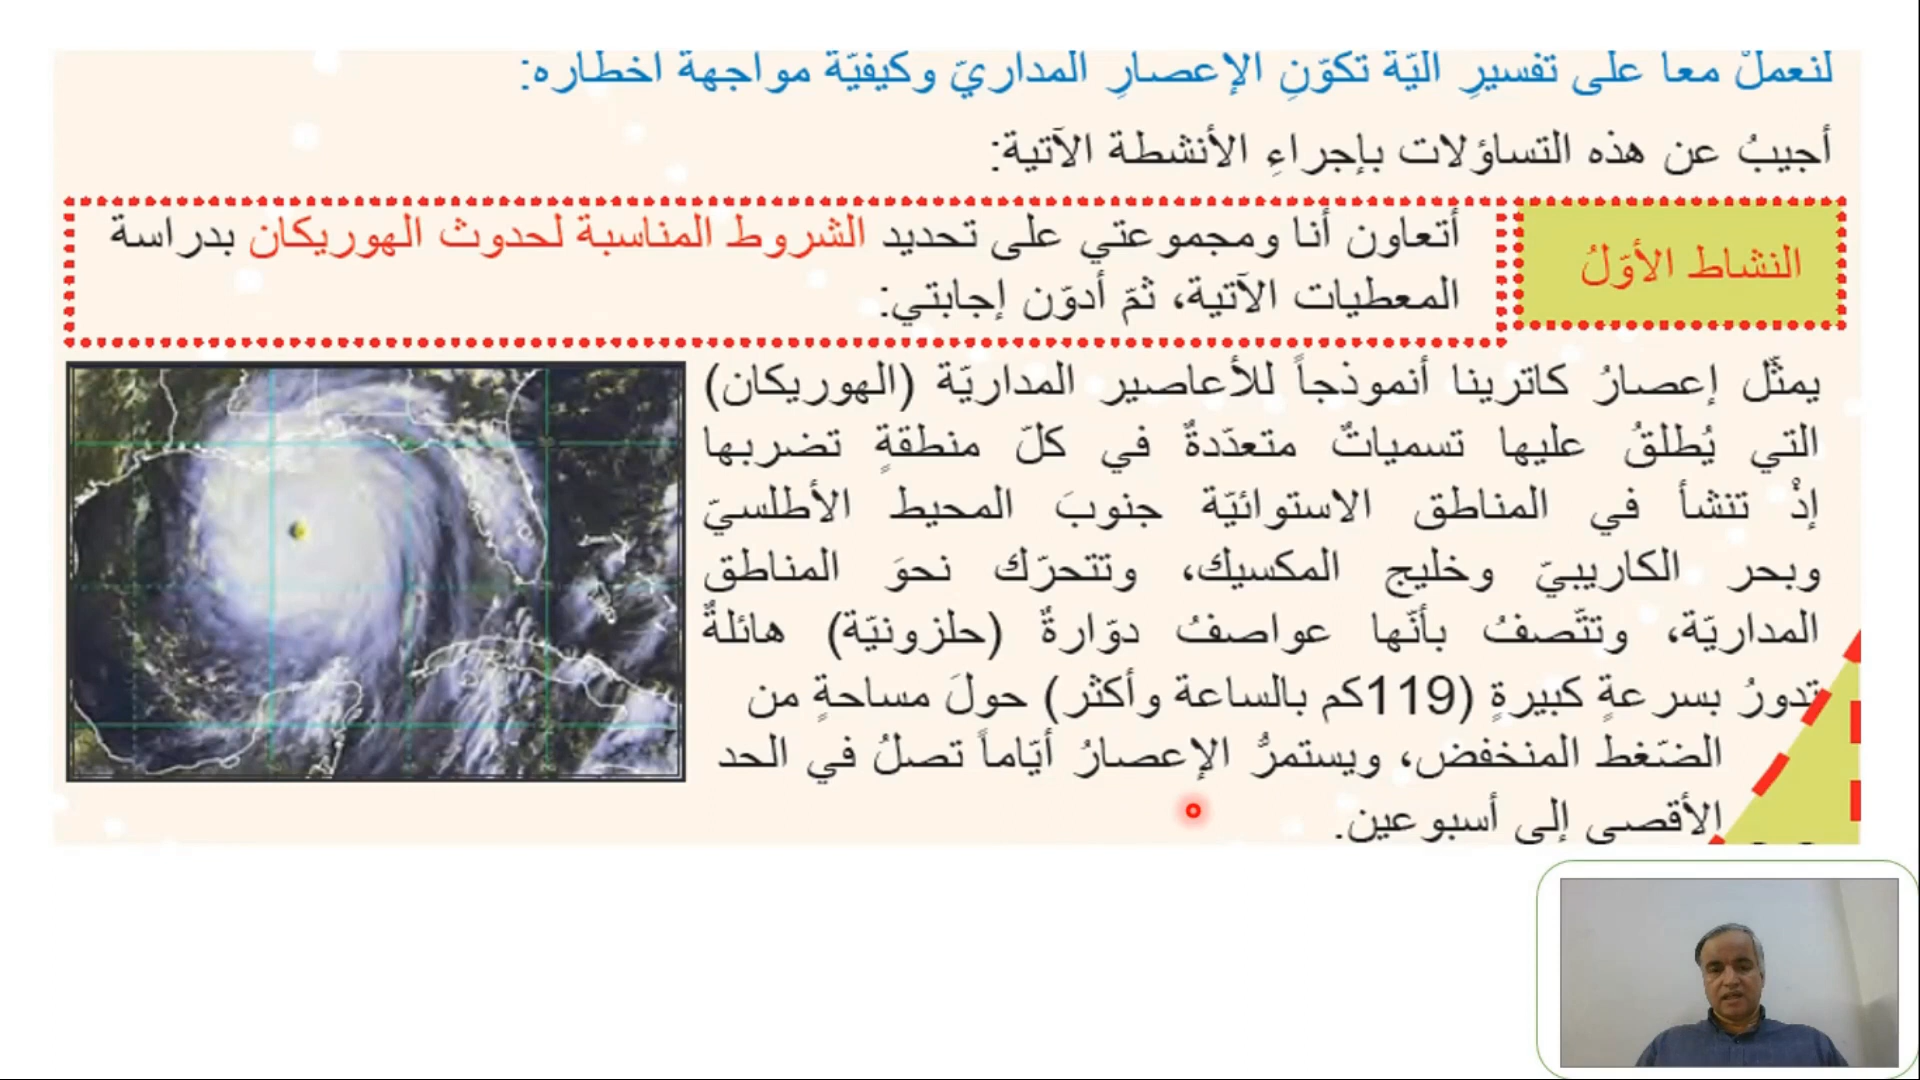 لنعملْ معاً على تفسيرِ آليّة تكوّنِ الإعصارِ المداريّ وكيفيّة مواجهة أخطاره:
أجيبُ عن هذه التساؤلات بإجراءِ الأنشطة الآتية:
النشاط الأوّلُ
أتعاون أنا ومجموعتي على تحديد الشروط المناسبة لحدوث الهوريكان بدراسة
المعطيات الآتية، ثمّ أدوّن إجابتي:
يمثّل إعصارُ كاترينا أنموذجاً للأعاصير المداريّة (الهوريكان)
التي يُطلقُ عليها تسمياتٌ متعدّدةٌ في كلّ منطقةٍ تضربها
إذْ تنشأ في المناطق الاستوائيّة جنوبَ المحيط الأطلسيّ
وبحر الكاريبيّ وخليج المكسيك، وتتحرّك نحوَ المناطق
المداريّة، وتتّصفُ بأنّها عواصفُ دوّارةٌ (حلزونيّة) هائلةٌ
تدورُ بسرعةٍ كبيرةٍ (119كم بالساعة وأكثر) حولَ مساحةٍ من
الضّغط المنخفض، ويستمرُّ الإعصارُ أيّاماً تصلُ في الحد
الأقصى إلى أسبوعين.